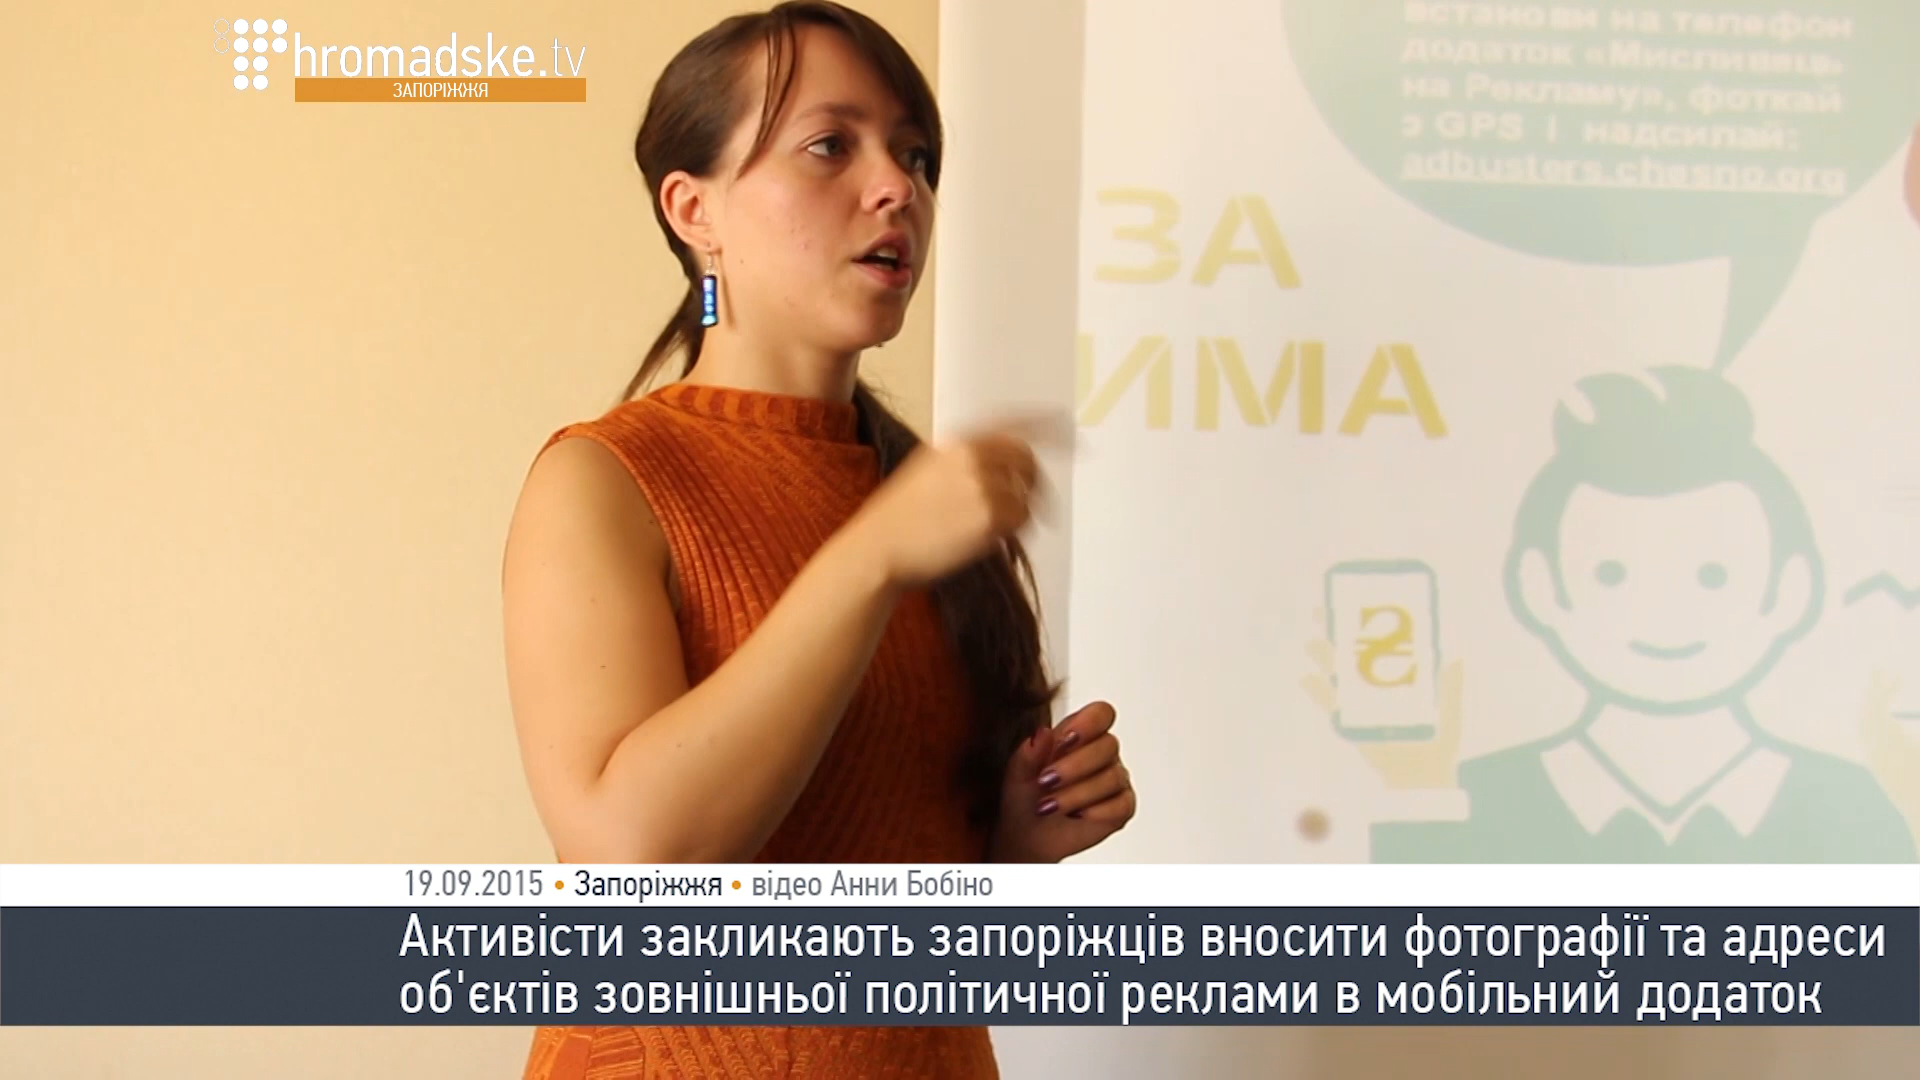 hromadske.tv
ЗАПОРІЖЖЯ
встанови на телефон
додаток «Мисливець
на Рекламу», фоткай
з GPS і надсилай:
adbusters.chesno.org
ЗА
ИМА
19.09.2015 • Запоріжжя • відео Анни Бобіно
Активісти закликають запоріжців вносити фотографії та адреси
об'єктів зовнішньої політичної реклами в мобільний додаток